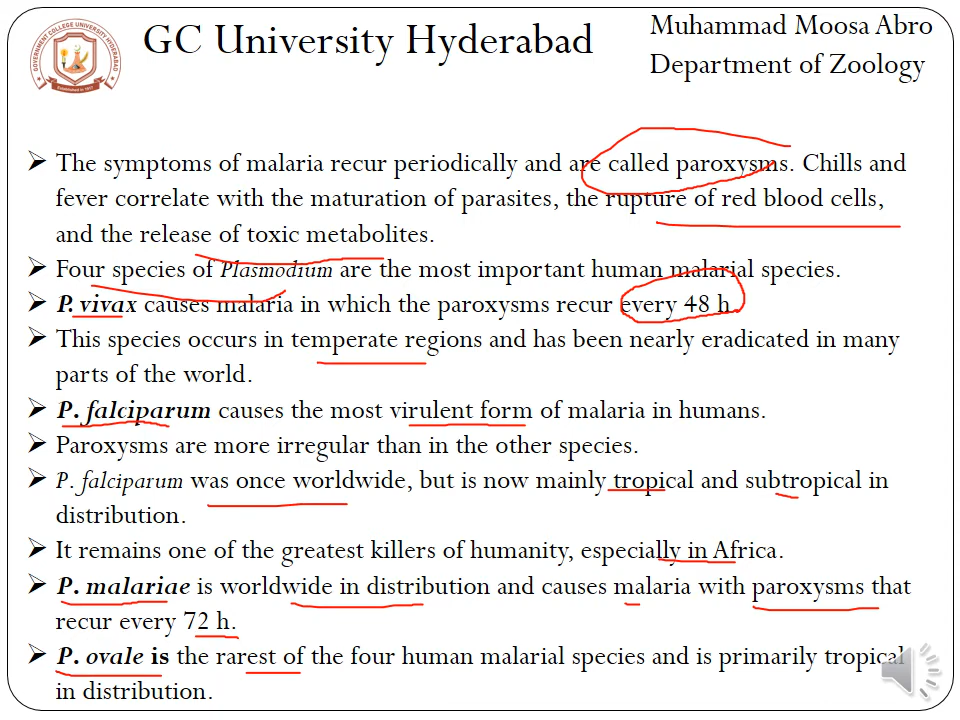 GC University Hyderabad
Muhammad Moosa Abro
Department of Zoology
GOVERNMENT COLLEGE UNIVERSITY HYDERABAD
➢ The symptoms of malaria recur periodically and are called paroxysms. Chills and
fever correlate with the maturation of parasites, the rupture of red blood cells,
and the release of toxic metabolites.
➢ Four species of Plasmodium are the most important human malarial species.
➢ P. vivax causes malaria in which the paroxysms recur every 48 h.
➢ This species occurs in temperate regions and has been nearly eradicated in many
parts of the world.
➢ P. falciparum causes the most virulent form of malaria in humans.
➢ Paroxysms are more irregular than in the other species.
➢ P. falciparum was once worldwide, but is now mainly tropical and subtropical in
distribution.
➢ It remains one of the greatest killers of humanity, especially in Africa.
➢ P. malariae is worldwide in distribution and causes malaria with paroxysms that
recur every 72 h.
➢ P. ovale is the rarest of the four human malarial species and is primarily tropical
in distribution.